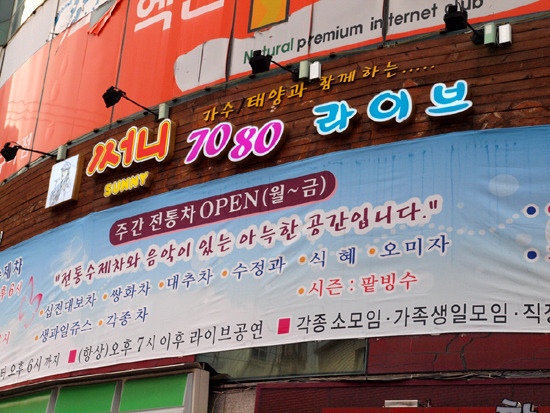 Natural premium internet club
가수 태양과 함께 하는.....
써니 7080 라이브
SUNNY
주간 전통차 OPEN (월~금)
"전통수제차와 음악이 있는 아늑한 공간입니다."
•십전대보차 •쌍화차 •대추차 •수정과 •식 혜 •오미자
•생과일쥬스 •각종 차 •시즌 : 팥빙수
6시 까지 ■(항상)오후 7시 이후 라이브공연 ■각종 소모임 · 가족생일모임 ·